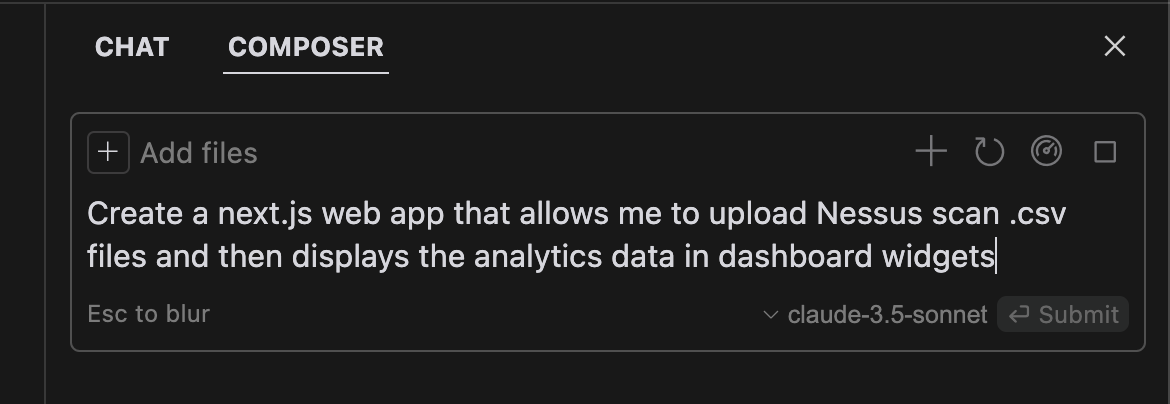 CHAT COMPOSER
Add files
Create a next.js web app that allows me to upload Nessus scan .csv
files and then displays the analytics data in dashboard widgets
Esc to blur claude-3.5-sonnet Submit